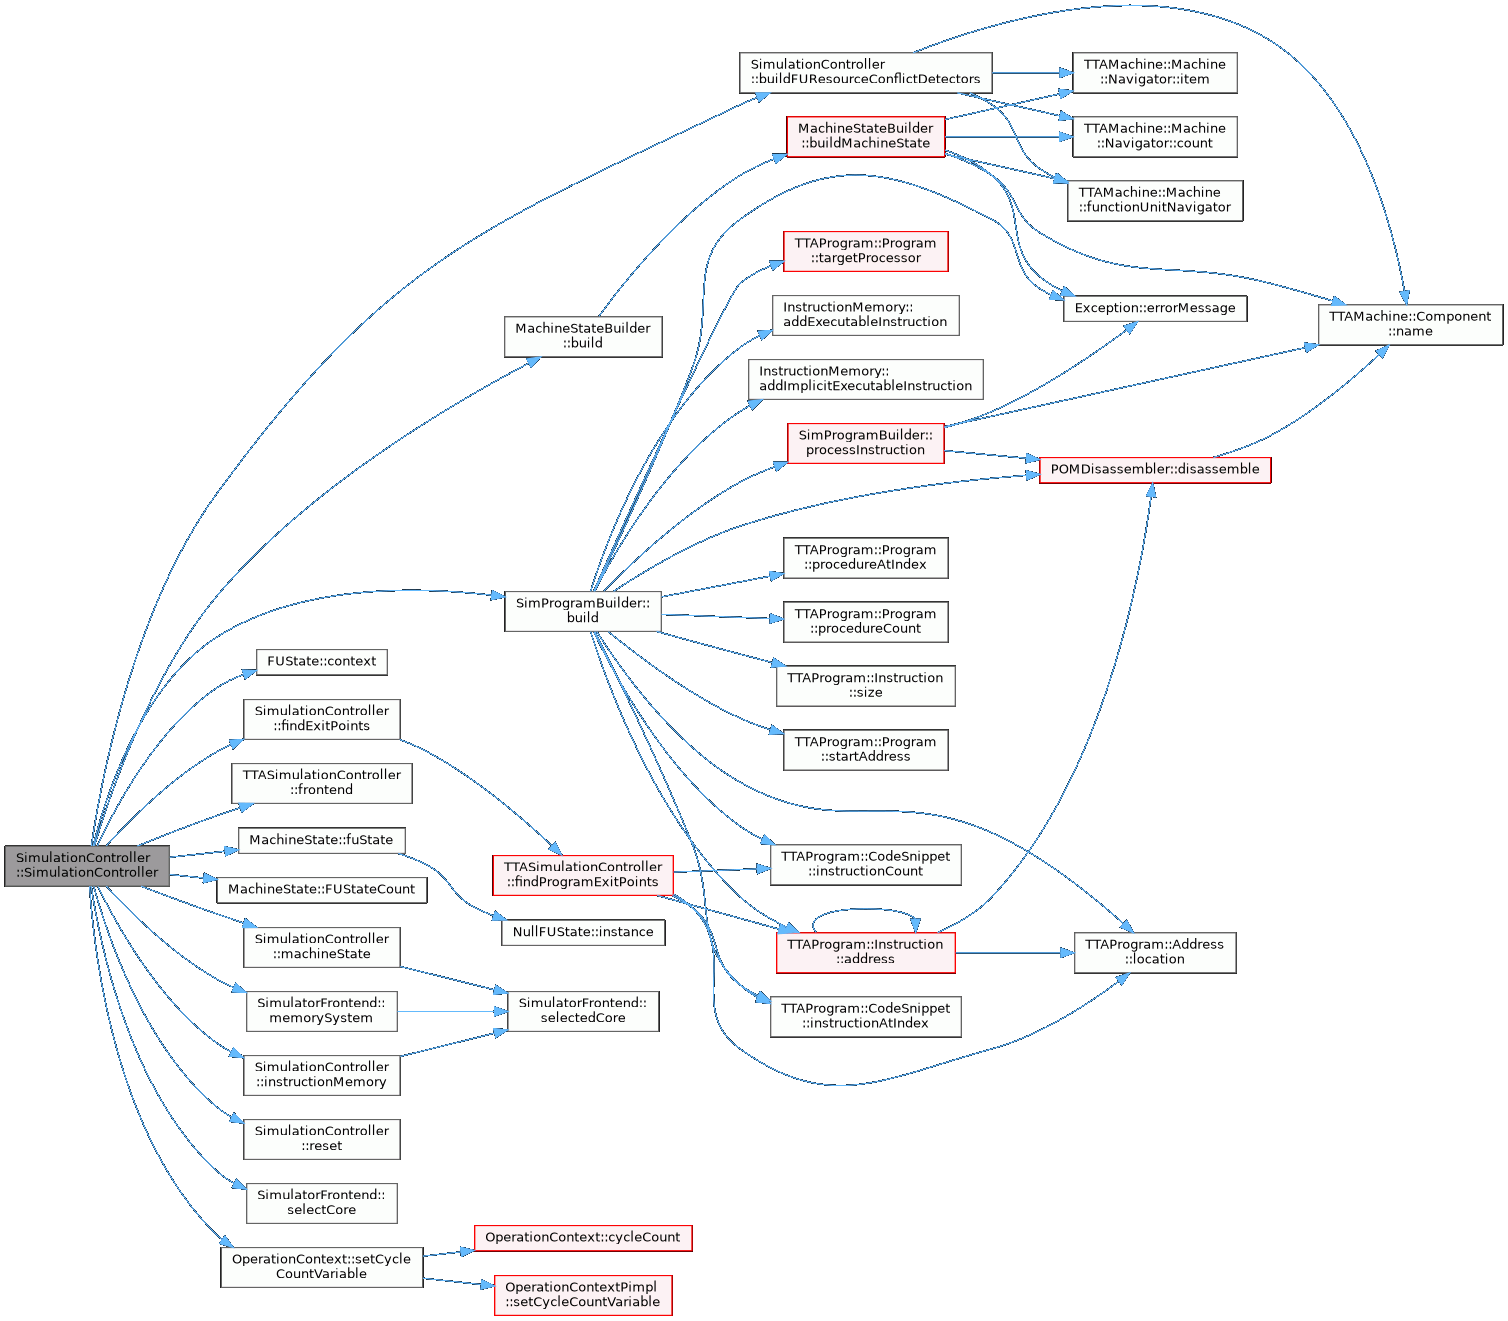 SimulationController
::buildFUResourceConflictDetectors
TTAMachine::Machine
::Navigator::item
MachineStateBuilder
::buildMachineState
TTAMachine::Machine
::Navigator::count
TTAMachine::Machine
::functionUnitNavigator
TTAProgram::Program
::targetProcessor
InstructionMemory::
addExecutableInstruction
Exception::errorMessage
TTAMachine::Component
::name
MachineStateBuilder
::build
InstructionMemory::
addImplicitExecutableInstruction
SimProgramBuilder::
processInstruction
POMDisassembler::disassemble
TTAProgram::Program
::procedureAtIndex
SimProgramBuilder::
build
TTAProgram::Program
::procedureCount
FUState::context
TTAProgram::Instruction
::size
SimulationController
::findExitPoints
TTAProgram::Program
::startAddress
TTASimulationController
::frontend
MachineState::fuState
SimulationController
::SimulationController
TTASimulationController
::findProgramExitPoints
TTAProgram::CodeSnippet
::instructionCount
MachineState::FUStateCount
NullFUState::instance
SimulationController
::machineState
TTAProgram::Instruction
::address
TTAProgram::Address
::location
SimulatorFrontend::
memorySystem
SimulatorFrontend::
selectedCore
TTAProgram::CodeSnippet
::instructionAtIndex
SimulationController
::instructionMemory
SimulationController
::reset
SimulatorFrontend::
selectCore
OperationContext::setCycle
CountVariable
OperationContext::cycleCount
OperationContextPimpl
::setCycleCountVariable